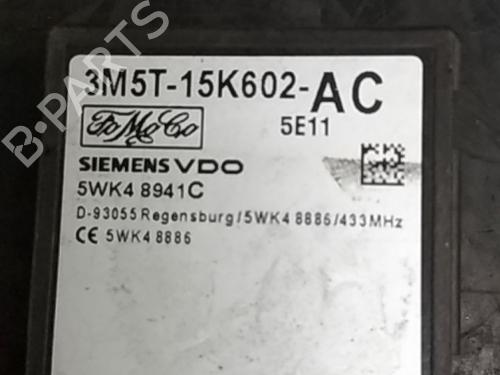 B-PARTS
3M5T-15K602-AC
FoMoCo
5E11
SIEMENS VDO
5WK4 8941C
D-93055 Regensburg/5WK4 8886/433MHz
CE 5WK4 8886